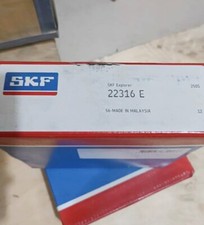 SKF
SKF Explorer
22316 E
MADE IN MALAYSIA